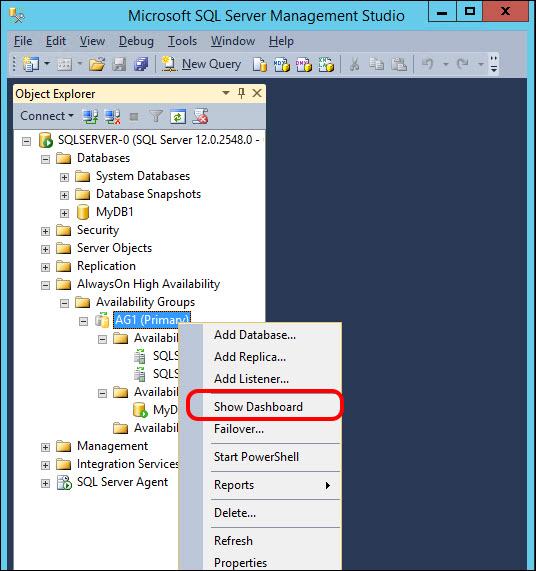 Microsoft SQL Server Management Studio
File Edit View Debug Tools Window Help
New Query
Object Explorer
Connect
SQLSERVER-0 (SQL Server 12.0.2548.0 -
Databases
System Databases
Database Snapshots
MyDB1
Security
Server Objects
Replication
AlwaysOn High Availability
Availability Groups
AG1 (Primary)
Availabi
SQLS
SQLS
Availabi
MyD
Availabi
Management
Integration Services
SQL Server Agent
Add Database...
Add Replica...
Add Listener...
Show Dashboard
Failover...
Start PowerShell
Reports
Delete...
Refresh
Properties